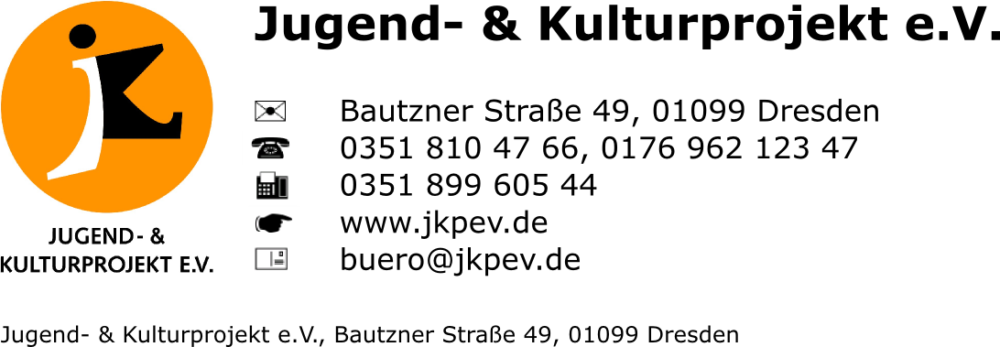 Jugend- & Kulturprojekt e.V.
Bautzner Straße 49, 01099 Dresden
0351 810 47 66, 0176 962 123 47
0351 899 605 44
www.jkpev.de
buero@jkpev.de
JUGEND- &
KULTURPROJEKT E.V.
Jugend- & Kulturprojekt e.V., Bautzner Straße 49, 01099 Dresden